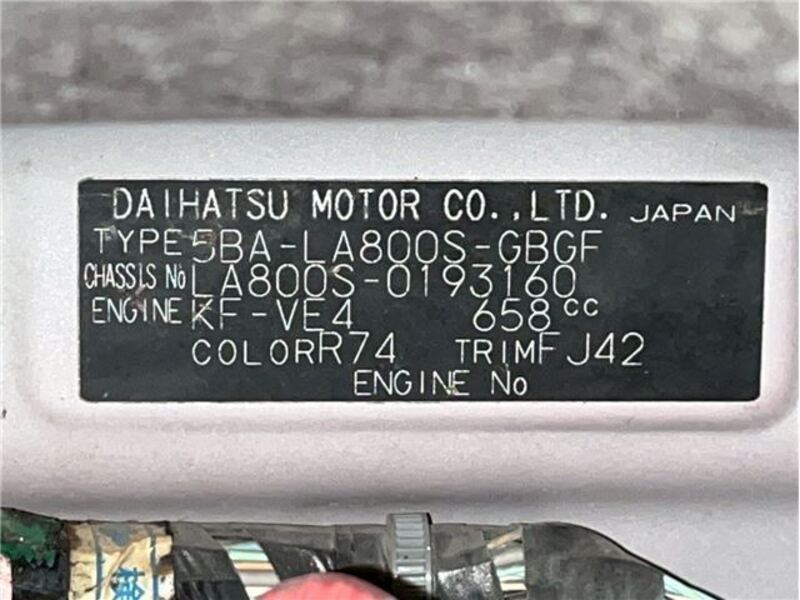 DAIHATSU MOTOR CO.,LTD. JAPAN
TYPE 5BA-LA800S-GBGF
CHASSIS No LA800S-0193160
ENGINE KF-VE4 658cc
COLOR R74 TRIM FJ42
ENGINE No